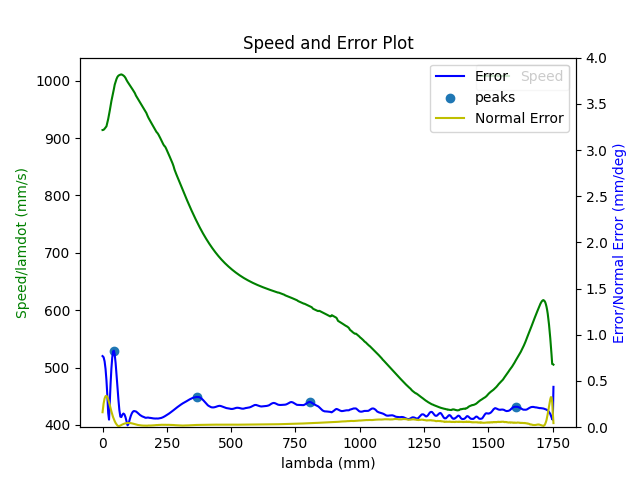 Speed and Error Plot
Speed/lamdot (mm/s)
1000
900
800
700
600
500
400
Error
Speed
peaks
Normal Error
4.0
3.5
3.0
2.5
2.0
1.5
1.0
0.5
0.0
Error/Normal Error (mm/deg)
0 250 500 750 1000 1250 1500 1750
lambda (mm)